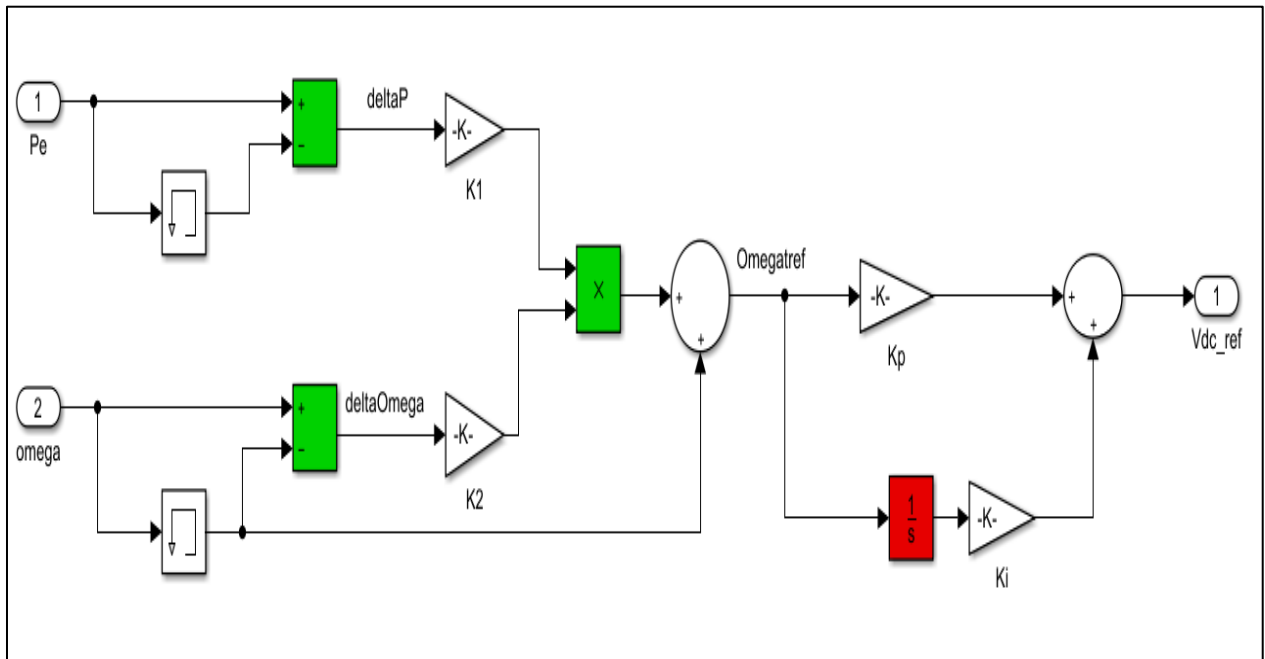 1
Pe
+
−
deltaP
-K-
K1
×
+
+
Omegatref
-K-
Kp
+
+
1
Vdc_ref
2
omega
+
−
deltaOmega
-K-
K2
1
s
-K-
Ki